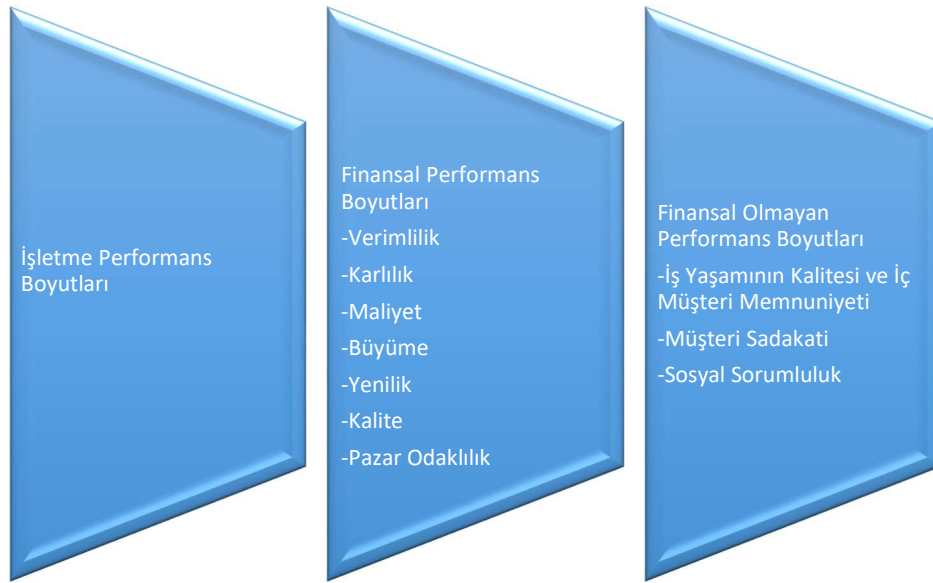 İşletme Performans
Boyutları
Finansal Performans
Boyutları
-Verimlilik
-Karlılık
-Maliyet
-Büyüme
-Yenilik
-Kalite
-Pazar Odaklılık
Finansal Olmayan
Performans Boyutları
-İş Yaşamının Kalitesi ve İç
Müşteri Memnuniyeti
-Müşteri Sadakati
-Sosyal Sorumluluk